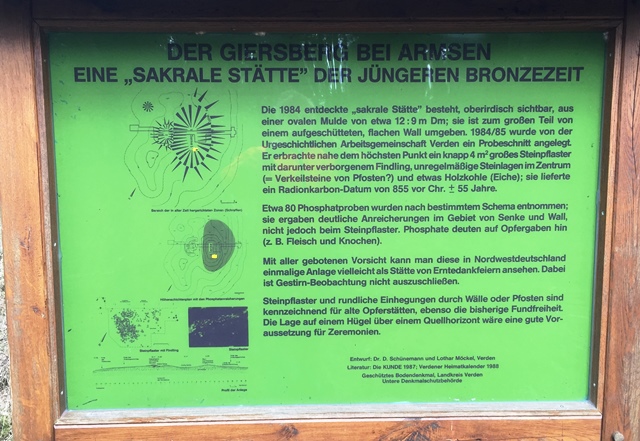 DER GIERSBERG BEI ARMSEN
EINE „SAKRALE STÄTTE” DER JÜNGEREN BRONZEZEIT
Die 1984 entdeckte „sakrale Stätte” besteht, oberirdisch sichtbar, aus
einer ovalen Mulde von etwa 12:9 m Dm; sie ist zum großen Teil von
einem aufgeschütteten, flachen Wall umgeben. 1984/85 wurde von der
Urgeschichtlichen Arbeitsgemeinschaft Verden ein Probeschnitt angelegt.
Er erbrachte nahe dem höchsten Punkt ein knapp 4 m² großes Steinpflaster
mit darunter verborgenem Findling, unregelmäßige Steinlagen im Zentrum
(= Verkeilsteine von Pfosten?) und etwas Holzkohle (Eiche); sie lieferte
ein Radionkarbon-Datum von 855 vor Chr. ± 55 Jahre.
Etwa 80 Phosphatproben wurden nach bestimmtem Schema entnommen;
sie ergaben deutliche Anreicherungen im Gebiet von Senke und Wall,
nicht jedoch beim Steinpflaster. Phosphate deuten auf Opfergaben hin
(z. B. Fleisch und Knochen).
Mit aller gebotenen Vorsicht kann man diese in Nordwestdeutschland
einmalige Anlage vielleicht als Stätte von Erntedankfeiern ansehen. Dabei
ist Gestirn-Beobachtung nicht auszuschließen.
Steinpflaster und rundliche Einhegungen durch Wälle oder Pfosten sind
kennzeichnend für alte Opferstätten, ebenso die bisherige Fundfreiheit.
Die Lage auf einem Hügel über einem Quellhorizont wäre eine gute Vor-
aussetzung für Zeremonien.
Entwurf: Dr. D. Schünemann und Lothar Möckel, Verden
Literatur: Die KUNDE 1987; Verdener Heimatkalender 1988
Geschütztes Bodendenkmal, Landkreis Verden
Untere Denkmalschutzbehörde
Steinpflaster mit Findling
Steinpflaster
Profil der Anlage